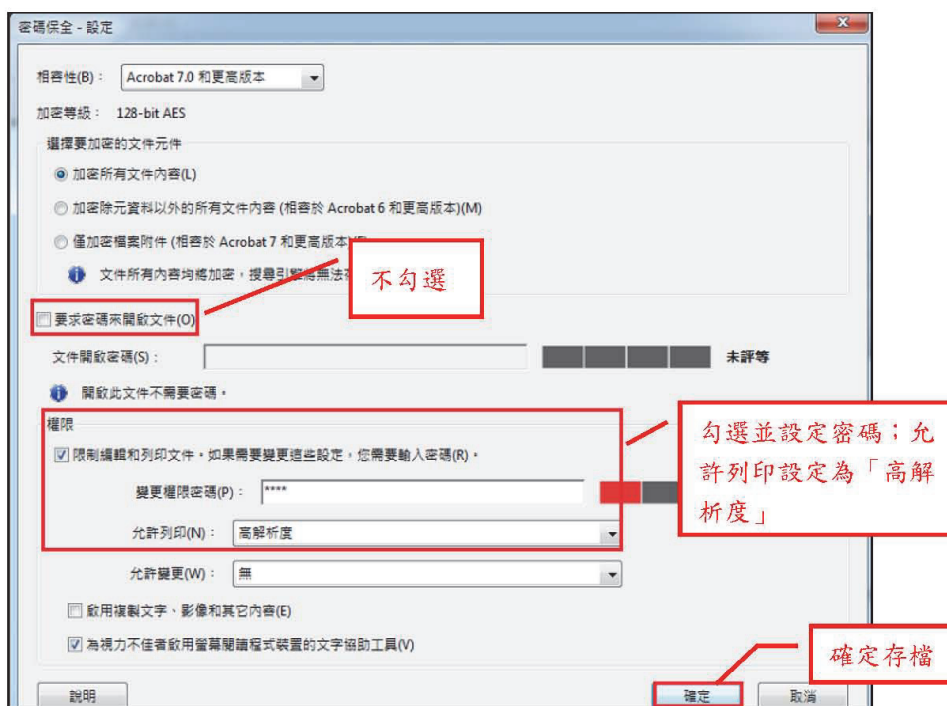 密碼保全 - 設定
相容性(B)： Acrobat 7.0 和更高版本
加密等級： 128-bit AES
選擇要加密的文件元件
加密所有文件內容(L)
加密除元資料以外的所有文件內容 (相容於 Acrobat 6 和更高版本)(M)
僅加密檔案附件 (相容於 Acrobat 7 和更高版本)
文件所有內容均將加密，搜尋引擎將無法
不勾選
要求密碼來開啟文件(O)
文件開啟密碼(S)： 未評等
開啟此文件不需要密碼。
權限
限制編輯和列印文件。如果需要變更這些設定，您需要輸入密碼(R)。
變更權限密碼(P)： ****
允許列印(N)： 高解析度
勾選並設定密碼；允
許列印設定為「高解
析度」
允許變更(W)： 無
啟用複製文字、影像和其它內容(E)
為視力不佳者啟用螢幕閱讀程式裝置的文字協助工具(V)
確定存檔
說明 確定 取消